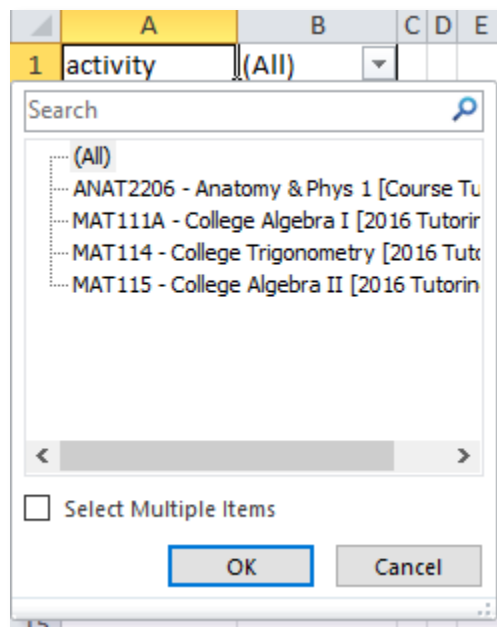 A B C D E
1 activity (All)
Search
(All)
ANAT2206 - Anatomy & Phys 1 [Course Tu
MAT111A - College Algebra I [2016 Tutorin
MAT114 - College Trigonometry [2016 Tuto
MAT115 - College Algebra II [2016 Tutorin
Select Multiple Items
OK Cancel
15